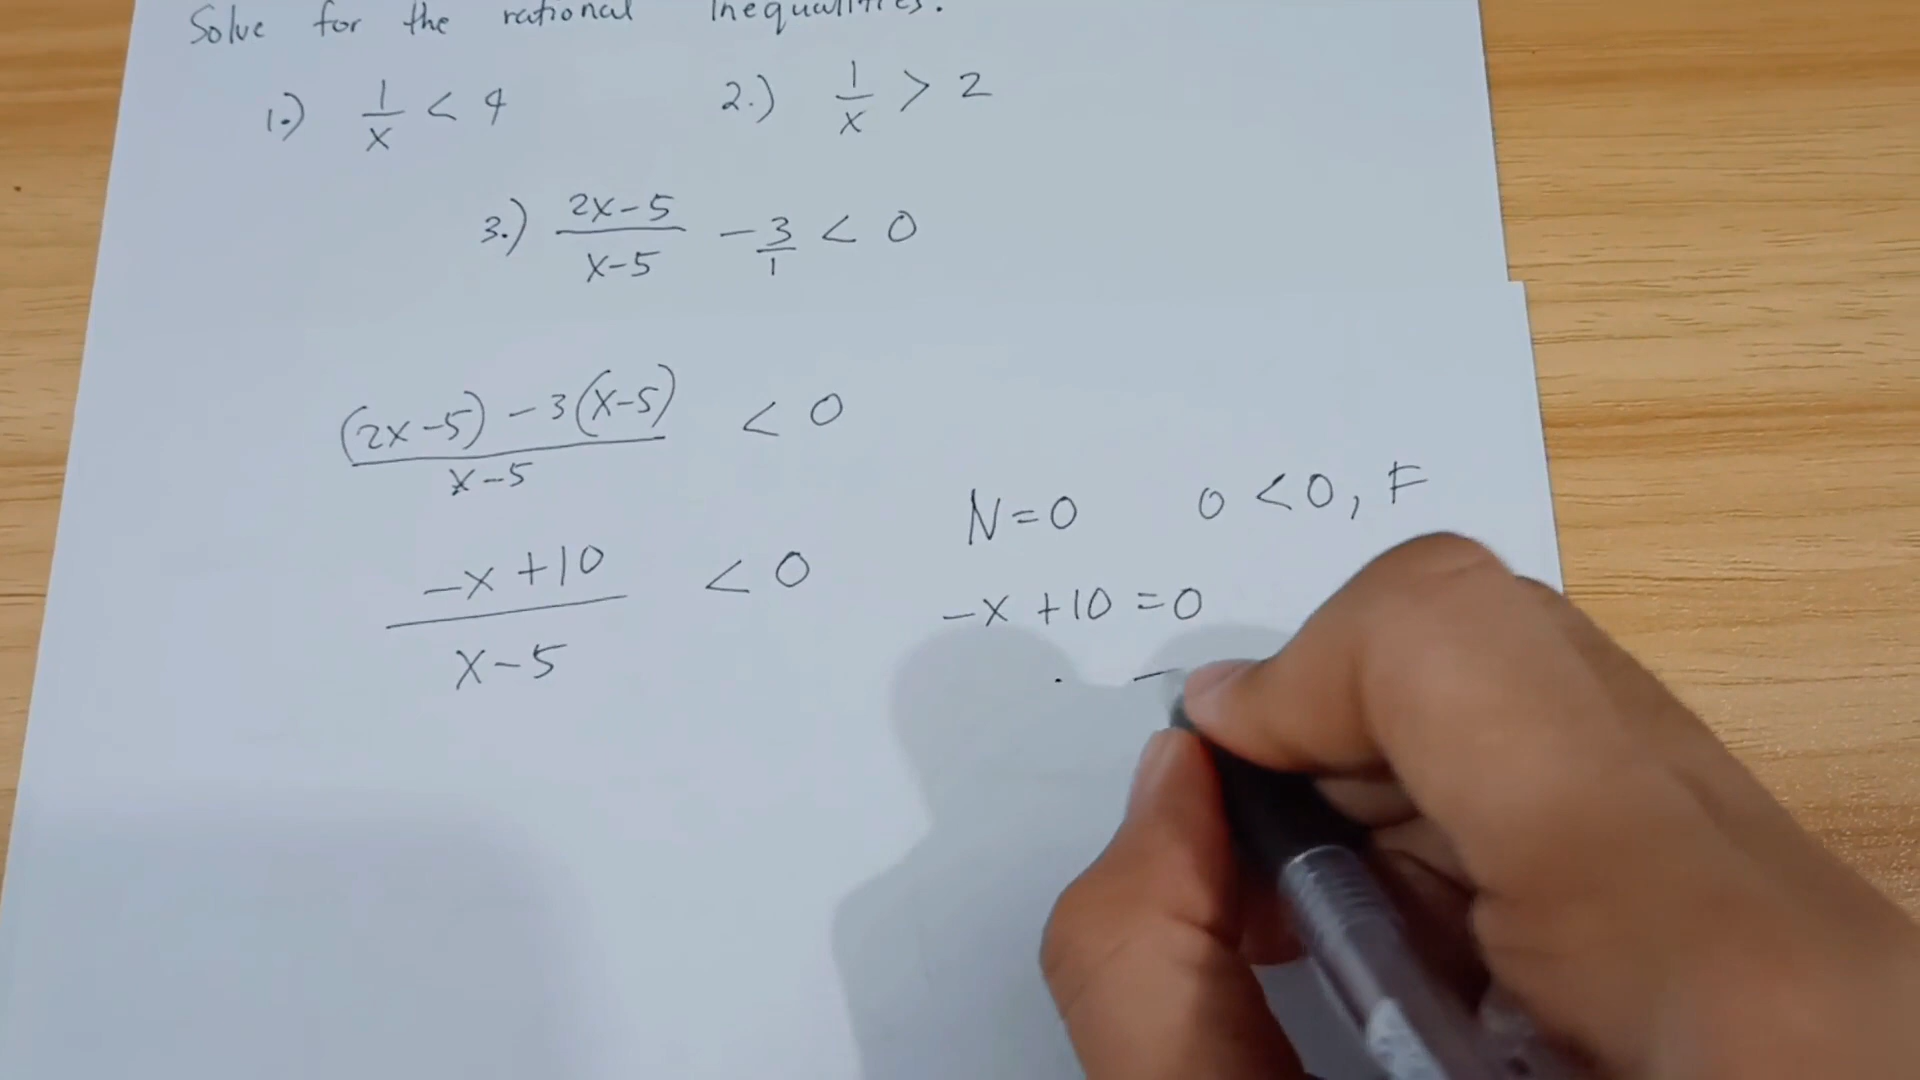 Solve for the rational Inequalities.
1.) 1/x < 4 2.) 1/x > 2
3.) (2x-5)/(x-5) - 3/1 < 0
((2x-5) - 3(x-5))/(x-5) < 0
N=0 0 < 0, F
(-x+10)/(x-5) < 0
-x+10=0